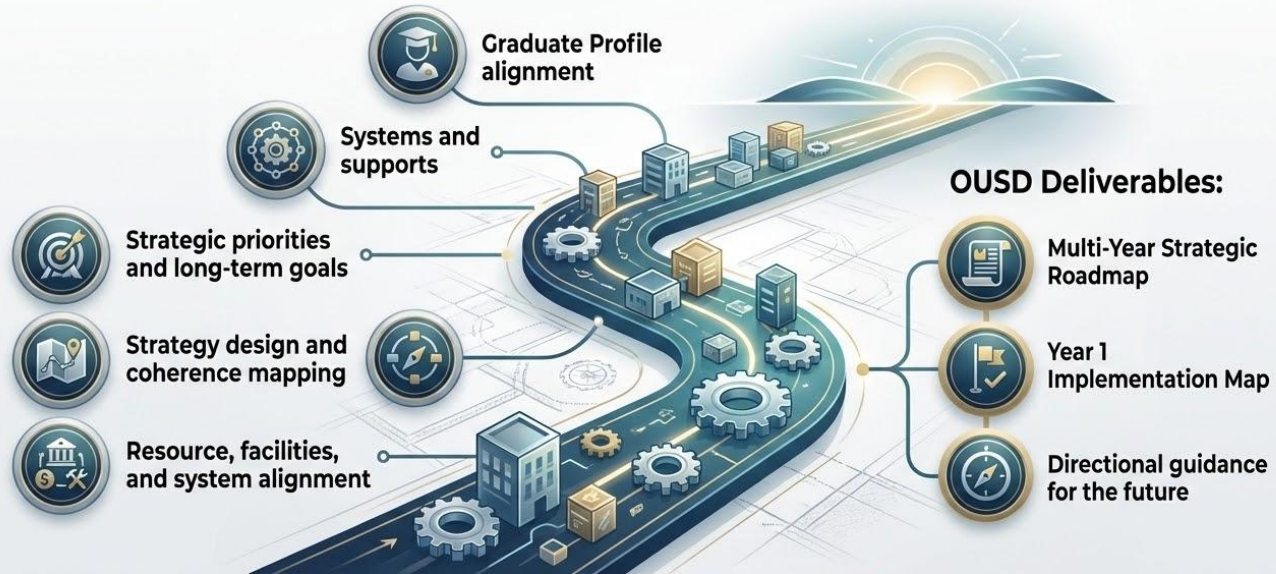 Graduate Profile
alignment
Systems and
supports
Strategic priorities
and long-term goals
Strategy design and
coherence mapping
Resource, facilities,
and system alignment
OUSD Deliverables:
Multi-Year Strategic
Roadmap
Year 1
Implementation Map
Directional guidance
for the future